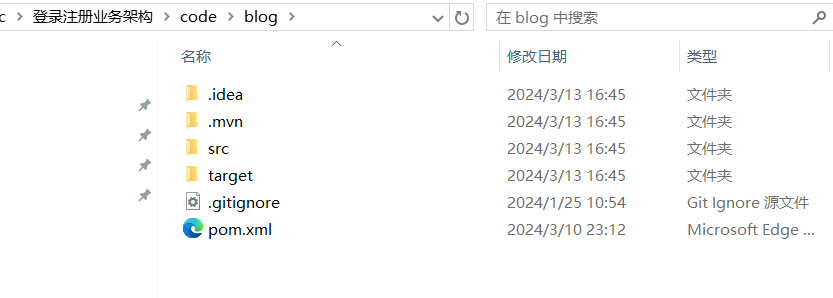 c > 登录注册业务架构 > code > blog >
在 blog 中搜索
名称 修改日期 类型
.idea 2024/3/13 16:45 文件夹
.mvn 2024/3/13 16:45 文件夹
src 2024/3/13 16:45 文件夹
target 2024/3/13 16:45 文件夹
.gitignore 2024/1/25 10:54 Git Ignore 源文件
pom.xml 2024/3/10 23:12 Microsoft Edge ...